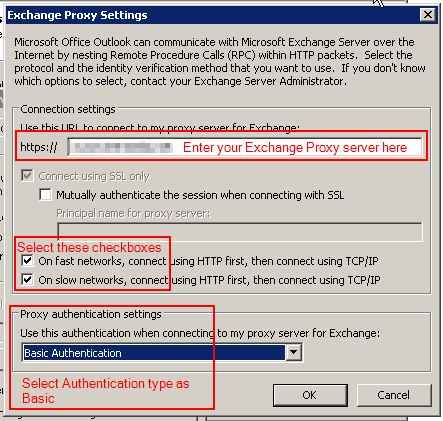 Exchange Proxy Settings
Microsoft Office Outlook can communicate with Microsoft Exchange Server over the
Internet by nesting Remote Procedure Calls (RPC) within HTTP packets. Select the
protocol and the identity verification method that you want to use. If you don't know
which options to select, contact your Exchange Server Administrator.
Connection settings
Use this URL to connect to my proxy server for Exchange:
https:// Enter your Exchange Proxy server here
Connect using SSL only
Mutually authenticate the session when connecting with SSL
Principal name for proxy server:
Select these checkboxes
On fast networks, connect using HTTP first, then connect using TCP/IP
On slow networks, connect using HTTP first, then connect using TCP/IP
Proxy authentication settings
Use this authentication when connecting to my proxy server for Exchange:
Basic Authentication
Select Authentication type as
Basic
OK Cancel